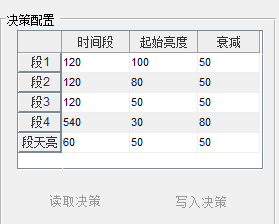 决策配置
时间段 起始亮度 衰减
段1 120 100 50
段2 120 80 50
段3 120 50 50
段4 540 30 80
段天亮 60 50 50
读取决策 写入决策